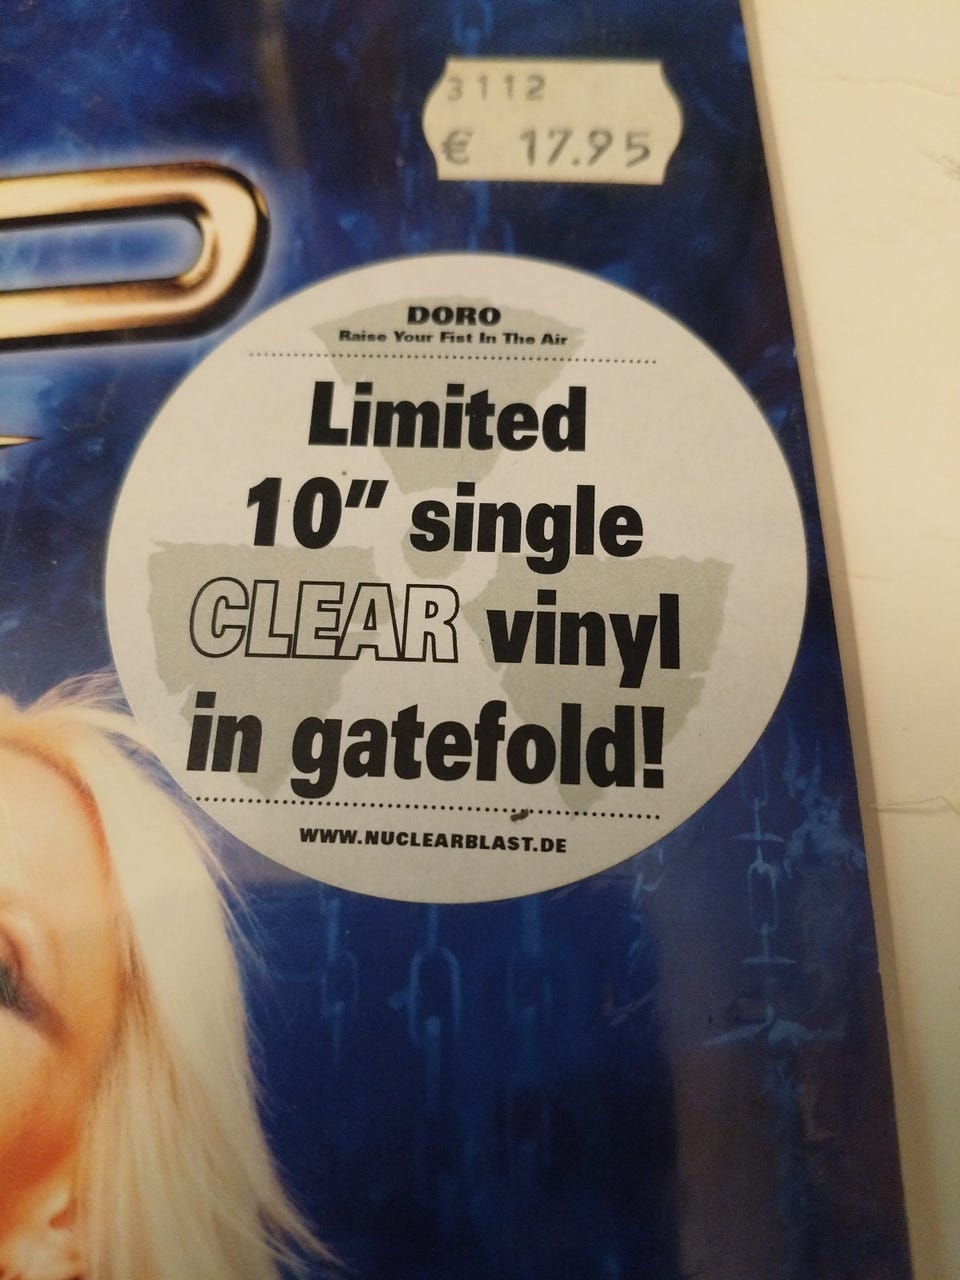 3112
€ 17.95
DORO
Raise Your Fist In The Air
Limited
10" single
CLEAR vinyl
in gatefold!
WWW.NUCLEARBLAST.DE